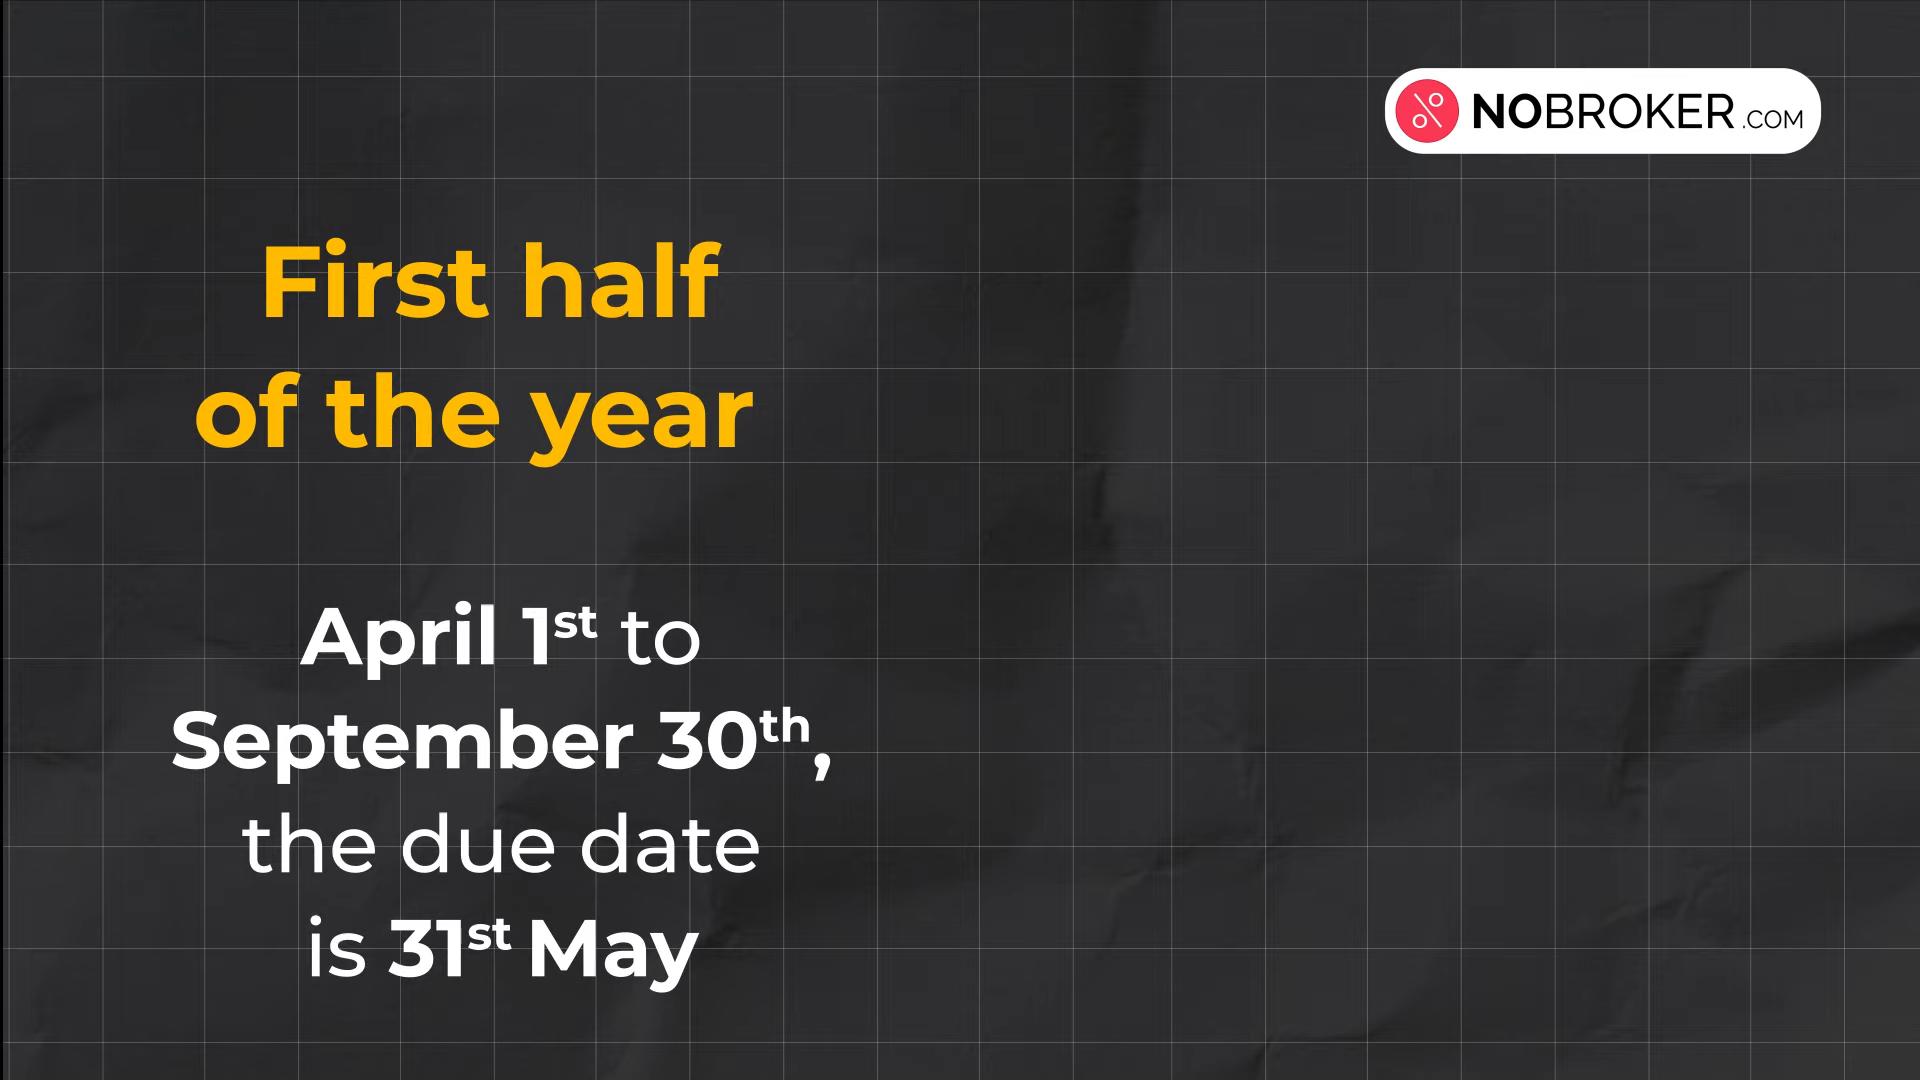 NOBROKER.COM
First half
of the year
April 1st to
September 30th,
the due date
is 31st May